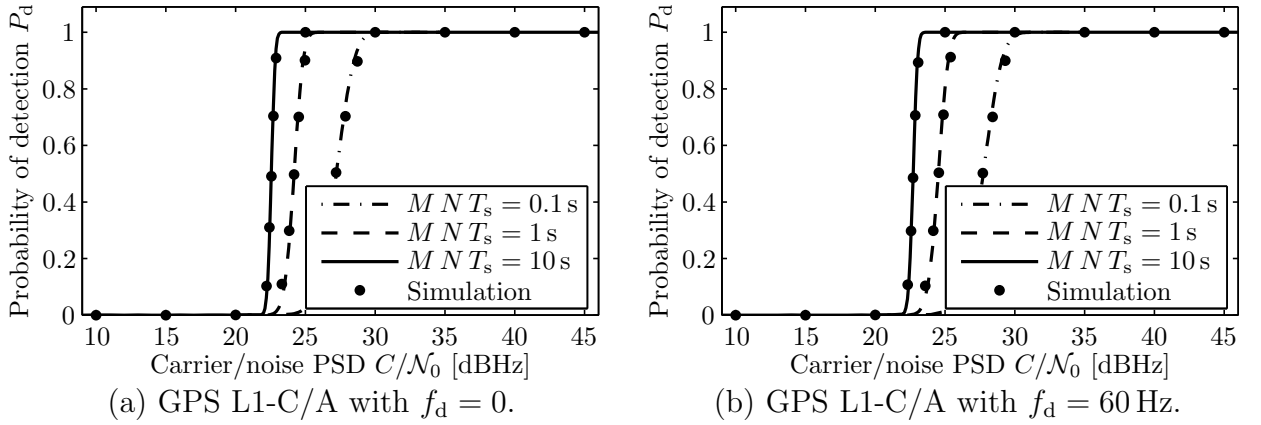 Probability of detection P_d
1
0.8
0.6
0.4
0.2
0
10 15 20 25 30 35 40 45
Carrier/noise PSD C/𝒩_0 [dBHz]
M N T_s = 0.1 s
M N T_s = 1 s
M N T_s = 10 s
Simulation
(a) GPS L1-C/A with f_d = 0.
Probability of detection P_d
1
0.8
0.6
0.4
0.2
0
10 15 20 25 30 35 40 45
Carrier/noise PSD C/𝒩_0 [dBHz]
M N T_s = 0.1 s
M N T_s = 1 s
M N T_s = 10 s
Simulation
(b) GPS L1-C/A with f_d = 60 Hz.